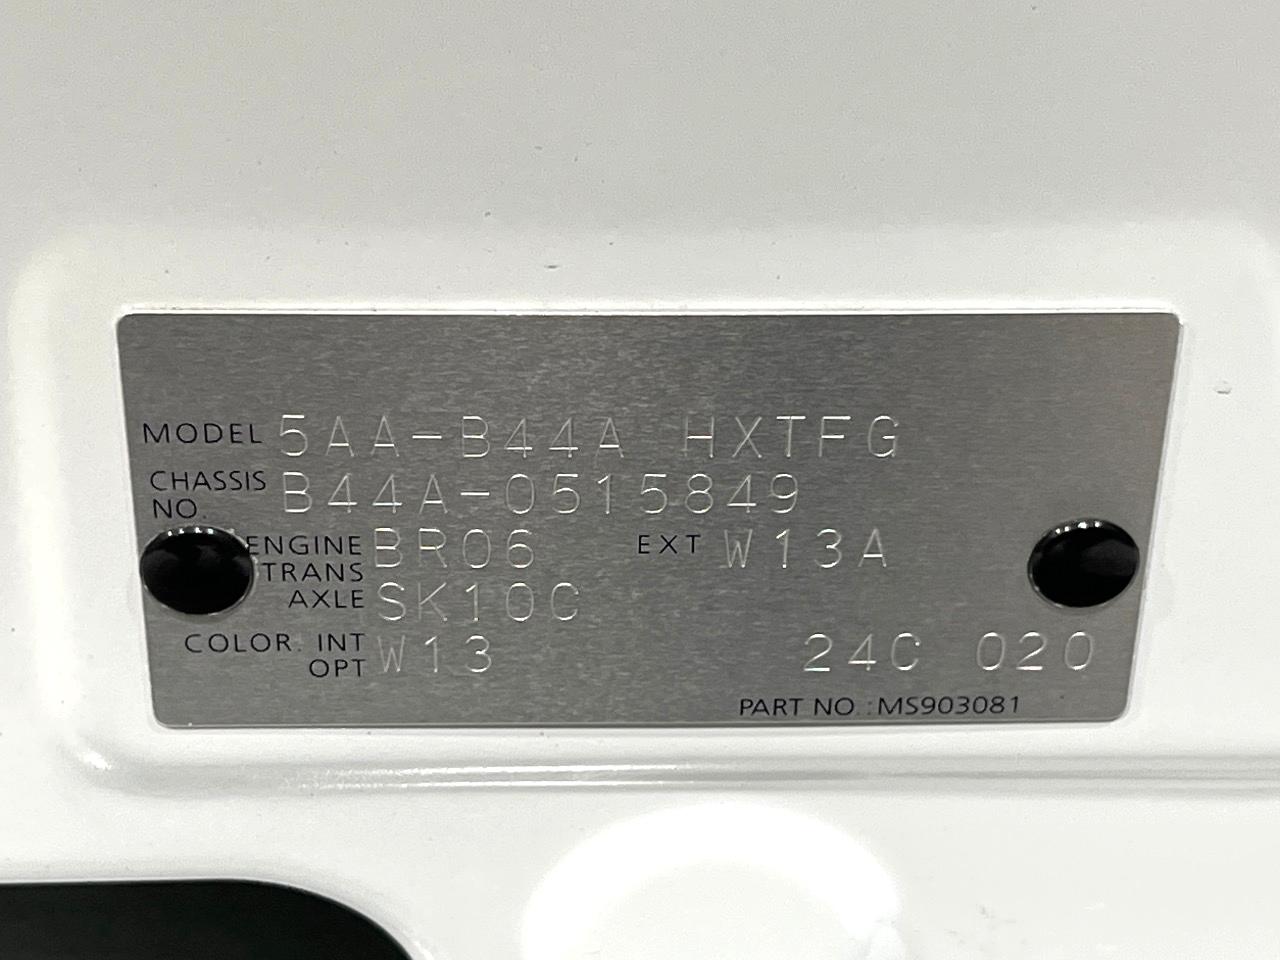 MODEL 5AA-B44A HXTFG
CHASSIS
NO. B44A-0515849
ENGINE BR06 EXT W13A
TRANS
AXLE SK10C
COLOR. INT
OPT W13 24C 020
PART NO.:MS903081